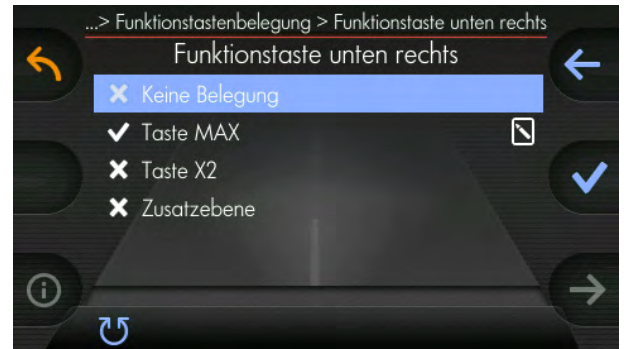 ...> Funktionstastenbelegung > Funktionstaste unten rechts
Funktionstaste unten rechts
Keine Belegung
Taste MAX
Taste X2
Zusatzebene